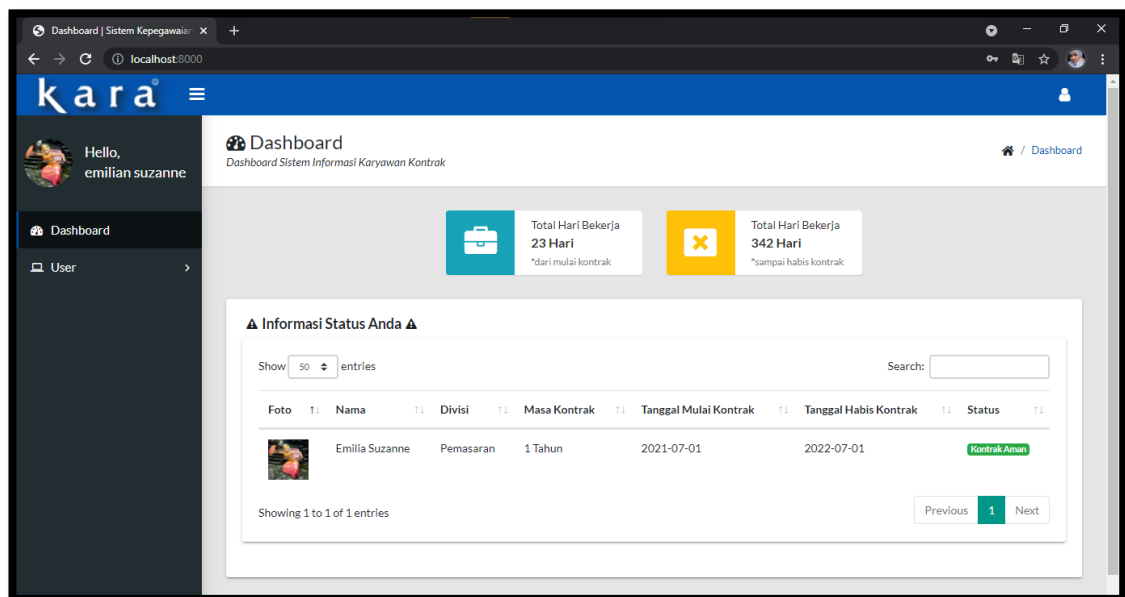 Dashboard | Sistem Kepegawaian
localhost:8000
kara®
Hello,
emilian suzanne
Dashboard
User
Dashboard
Dashboard Sistem Informasi Karyawan Kontrak
/ Dashboard
Total Hari Bekerja
23 Hari
*dari mulai kontrak
Total Hari Bekerja
342 Hari
*sampai habis kontrak
Informasi Status Anda
Show 50 entries
Search:
Foto Nama Divisi Masa Kontrak Tanggal Mulai Kontrak Tanggal Habis Kontrak Status
Emilia Suzanne Pemasaran 1 Tahun 2021-07-01 2022-07-01 Kontrak Aman
Showing 1 to 1 of 1 entries
Previous 1 Next